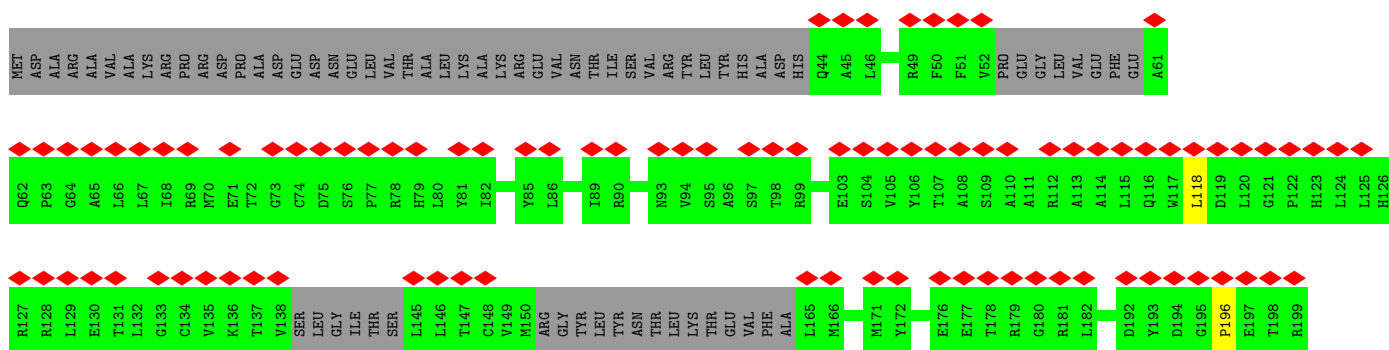 MET ASP ALA ARG ALA VAL ALA LYS ARG PRO ARG ASP PRO ALA ASP GLU ASP ASN GLU LEU VAL THR ALA LEU LYS ALA LYS ARG GLU VAL ASN THR ILE SER VAL ARG TYR LEU TYR HIS ALA ASP HIS Q44 A45 L46 R49 F50 F51 V52 PRO GLU GLY LEU VAL GLU PHE GLU A61
Q62 P63 G64 A65 L66 L67 I68 R69 M70 E71 T72 G73 C74 D75 S76 P77 R78 H79 L80 Y81 I82 Y85 L86 I89 R90 N93 V94 S95 A96 S97 T98 R99 E103 S104 V105 Y106 T107 A108 S109 A110 A111 R112 A113 A114 L115 Q116 W117 L118 D119 L120 G121 P122 H123 L124 L125 H126
R127 R128 L129 E130 T131 L132 G133 C134 V135 K136 T137 V138 SER LEU GLY ILE THR SER L145 L146 T147 C148 V149 M150 ARG GLY TYR LEU TYR ASN THR LEU LYS THR GLU VAL PHE ALA L165 M166 M171 Y172 E176 E177 T178 R179 G180 R181 L182 D192 Y193 D194 G195 P196 E197 T198 R199